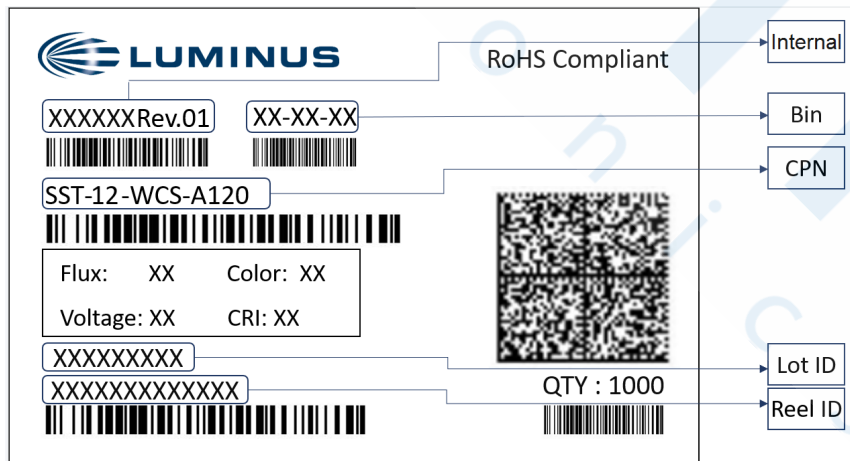 LUMINUS
RoHS Compliant
Internal
XXXXXXRev.01
XX-XX-XX
Bin
SST-12-WCS-A120
CPN
Flux: XX Color: XX
Voltage: XX CRI: XX
XXXXXXXXX
Lot ID
XXXXXXXXXXXXX
QTY : 1000
Reel ID